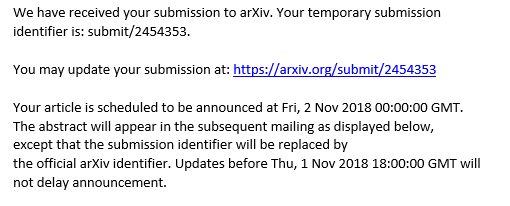 We have received your submission to arXiv. Your temporary submission
identifier is: submit/2454353.
You may update your submission at: https://arxiv.org/submit/2454353
Your article is scheduled to be announced at Fri, 2 Nov 2018 00:00:00 GMT.
The abstract will appear in the subsequent mailing as displayed below,
except that the submission identifier will be replaced by
the official arXiv identifier. Updates before Thu, 1 Nov 2018 18:00:00 GMT will
not delay announcement.